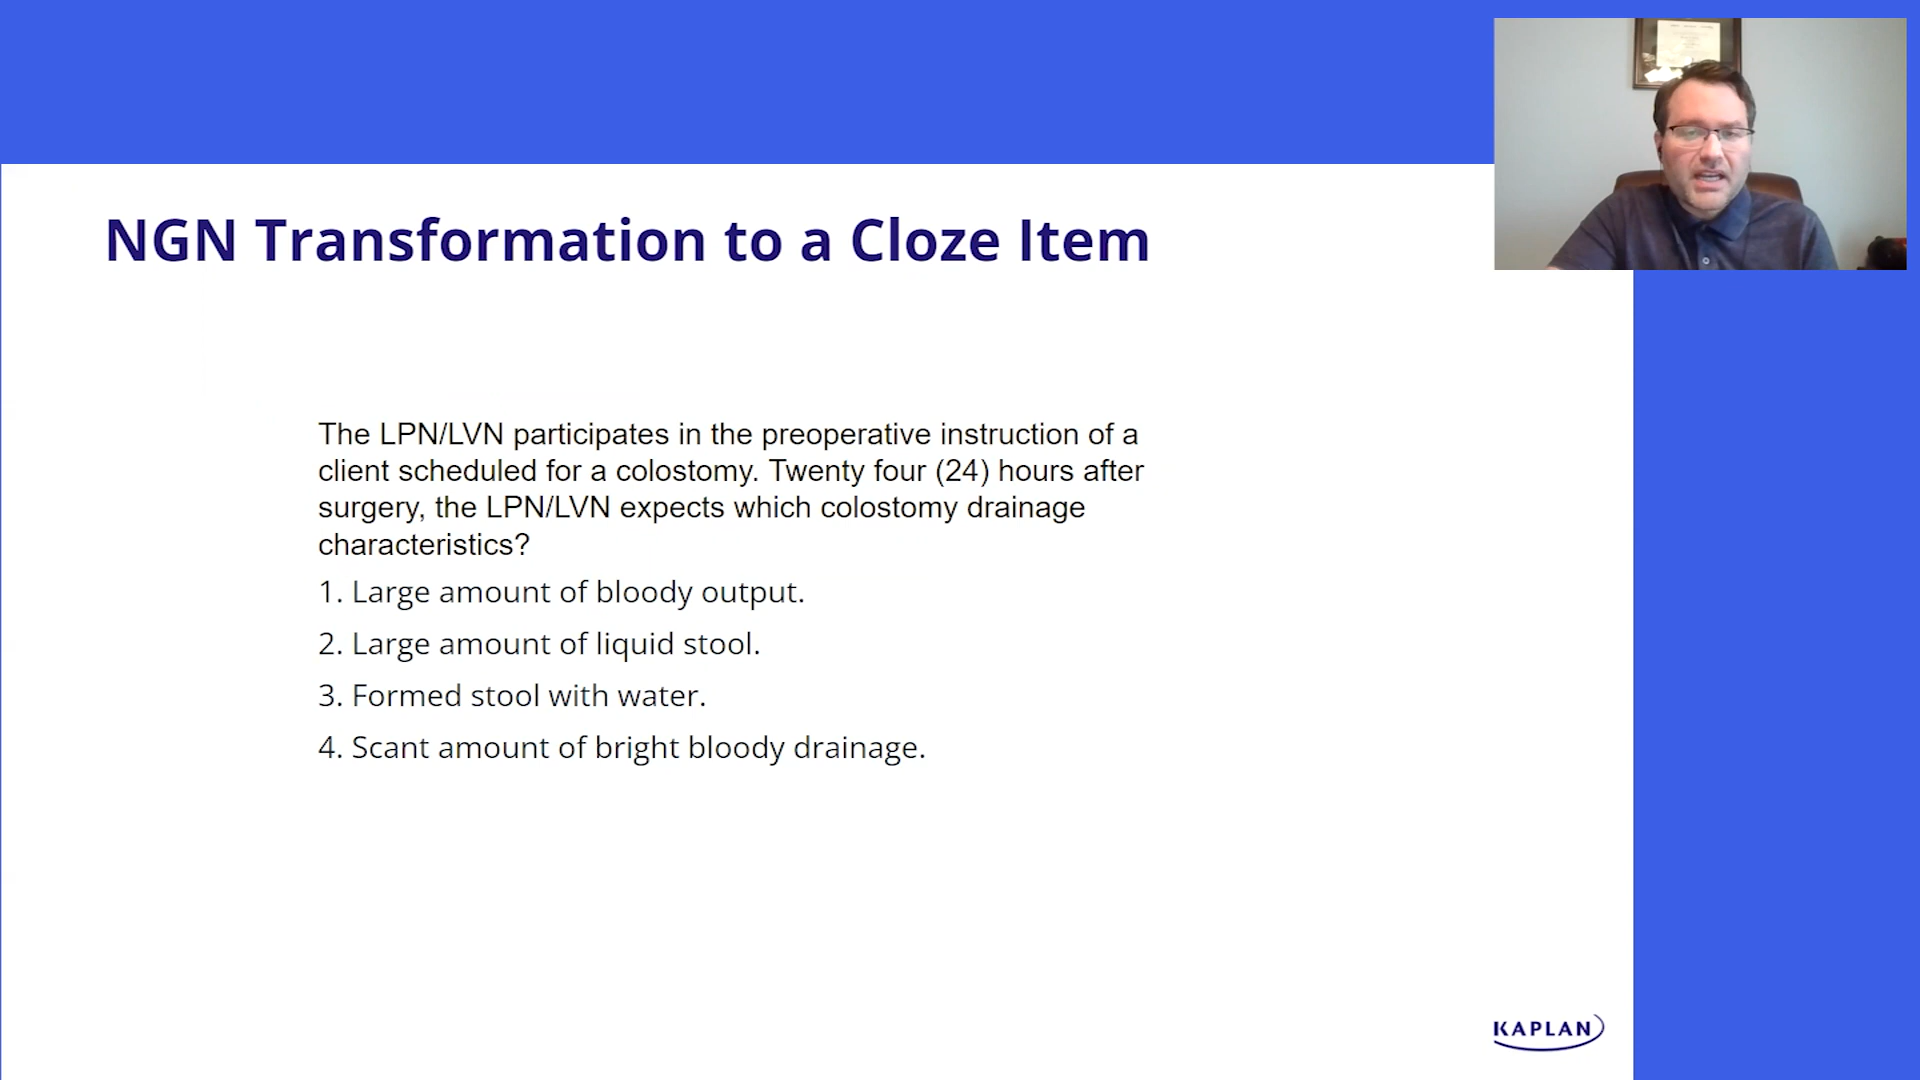 NGN Transformation to a Cloze Item
The LPN/LVN participates in the preoperative instruction of a
client scheduled for a colostomy. Twenty four (24) hours after
surgery, the LPN/LVN expects which colostomy drainage
characteristics?
1. Large amount of bloody output.
2. Large amount of liquid stool.
3. Formed stool with water.
4. Scant amount of bright bloody drainage.
KAPLAN